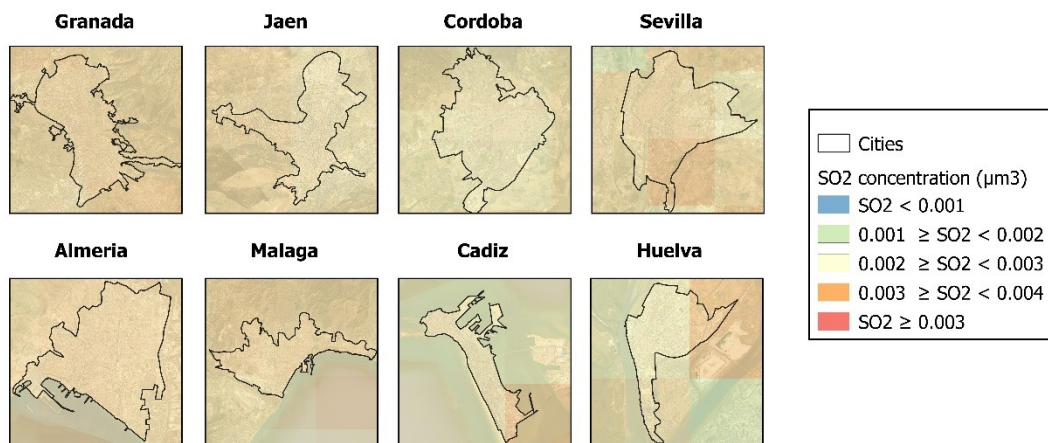 Granada
Jaen
Cordoba
Sevilla
Almeria
Malaga
Cadiz
Huelva
Cities
SO2 concentration (µm3)
SO2 < 0.001
0.001 ≥ SO2 < 0.002
0.002 ≥ SO2 < 0.003
0.003 ≥ SO2 < 0.004
SO2 ≥ 0.003